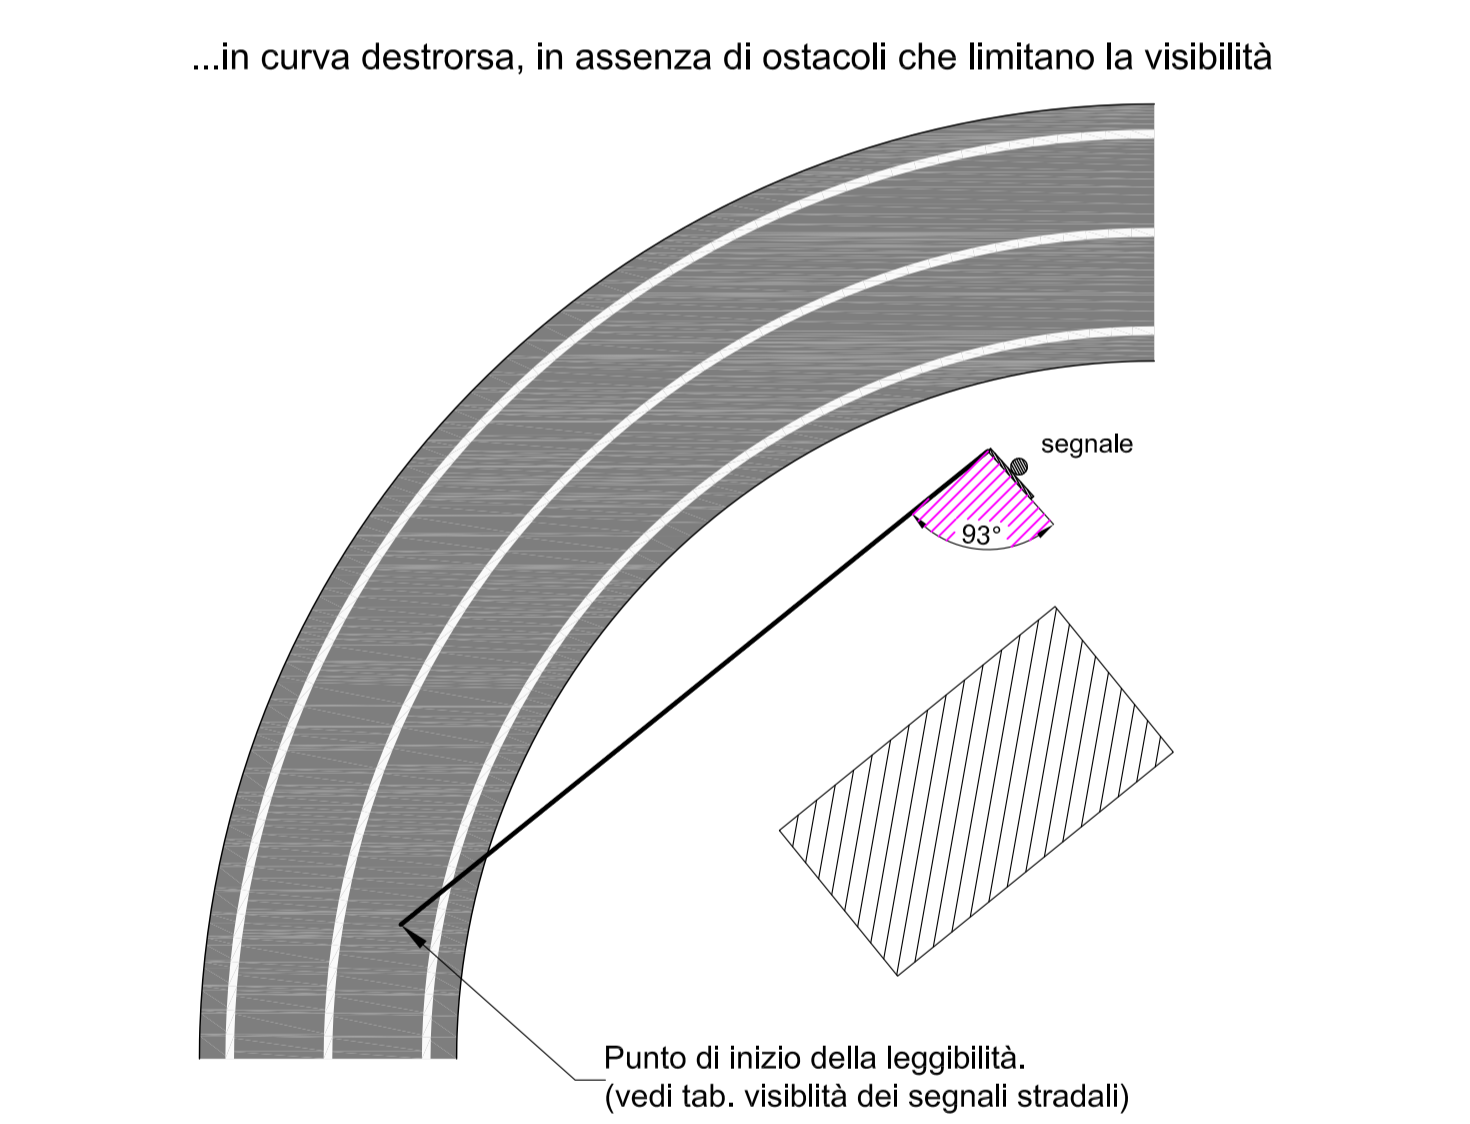 ...in curva destrorsa, in assenza di ostacoli che limitano la visibilità
segnale
93°
Punto di inizio della leggibilità.
(vedi tab. visiblità dei segnali stradali)